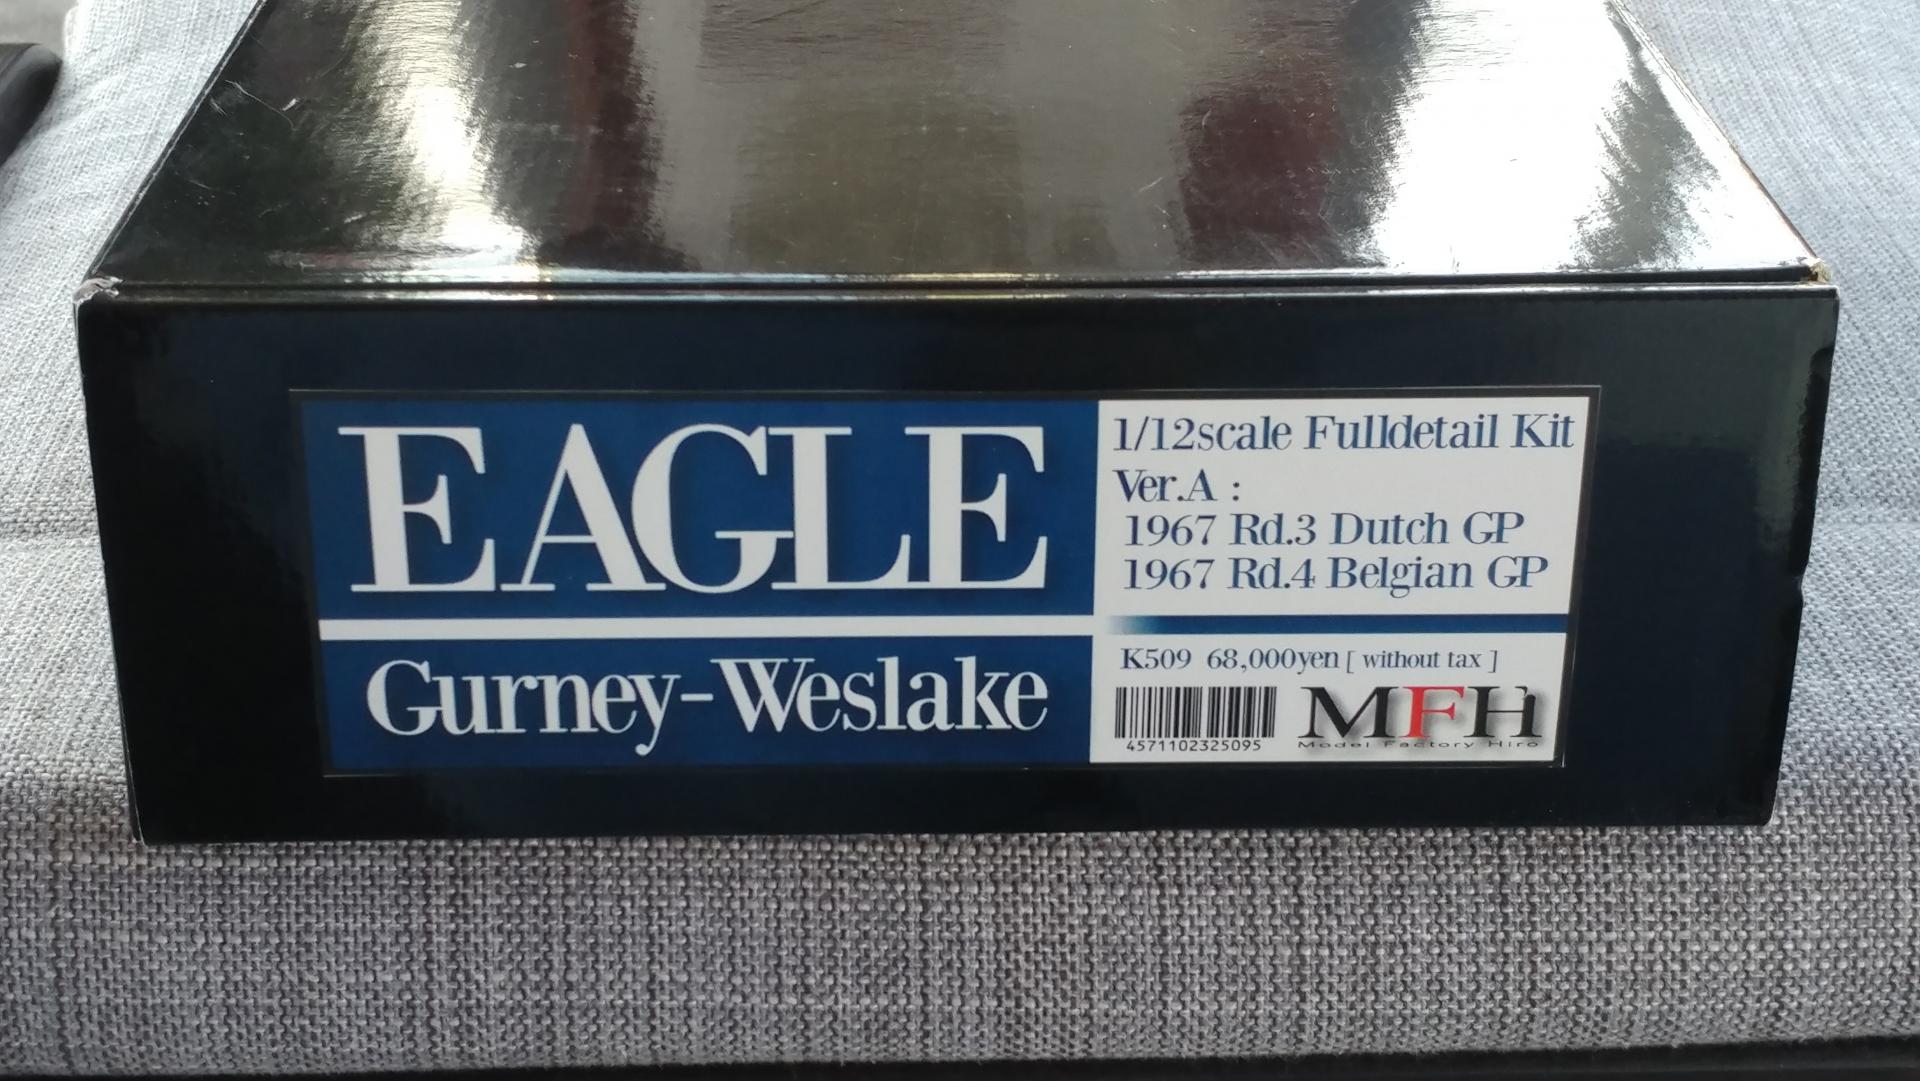 EAGLE
Gurney-Weslake
1/12scale Fulldetail Kit
Ver.A :
1967 Rd.3 Dutch GP
1967 Rd.4 Belgian GP
K509 68,000yen [ without tax ]
4571102325095
MFH
Model Factory Hiro